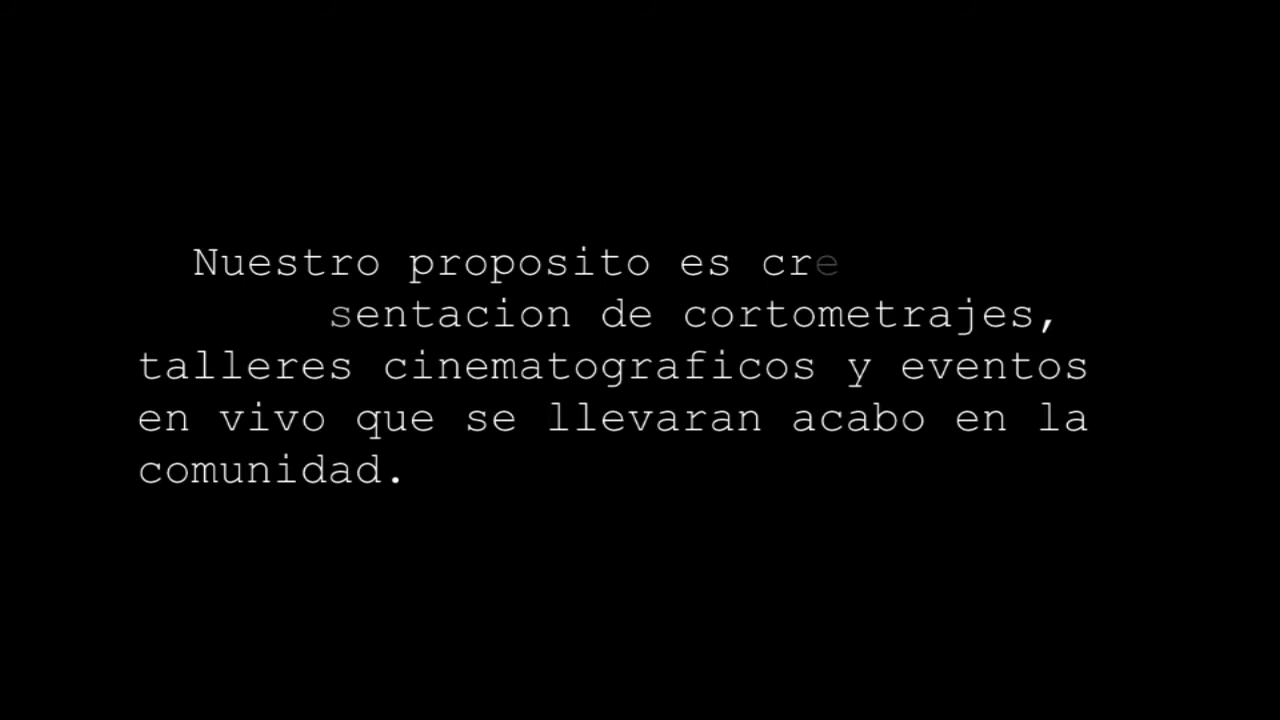 Nuestro proposito es cre
sentacion de cortometrajes,
talleres cinematograficos y eventos
en vivo que se llevaran acabo en la
comunidad.